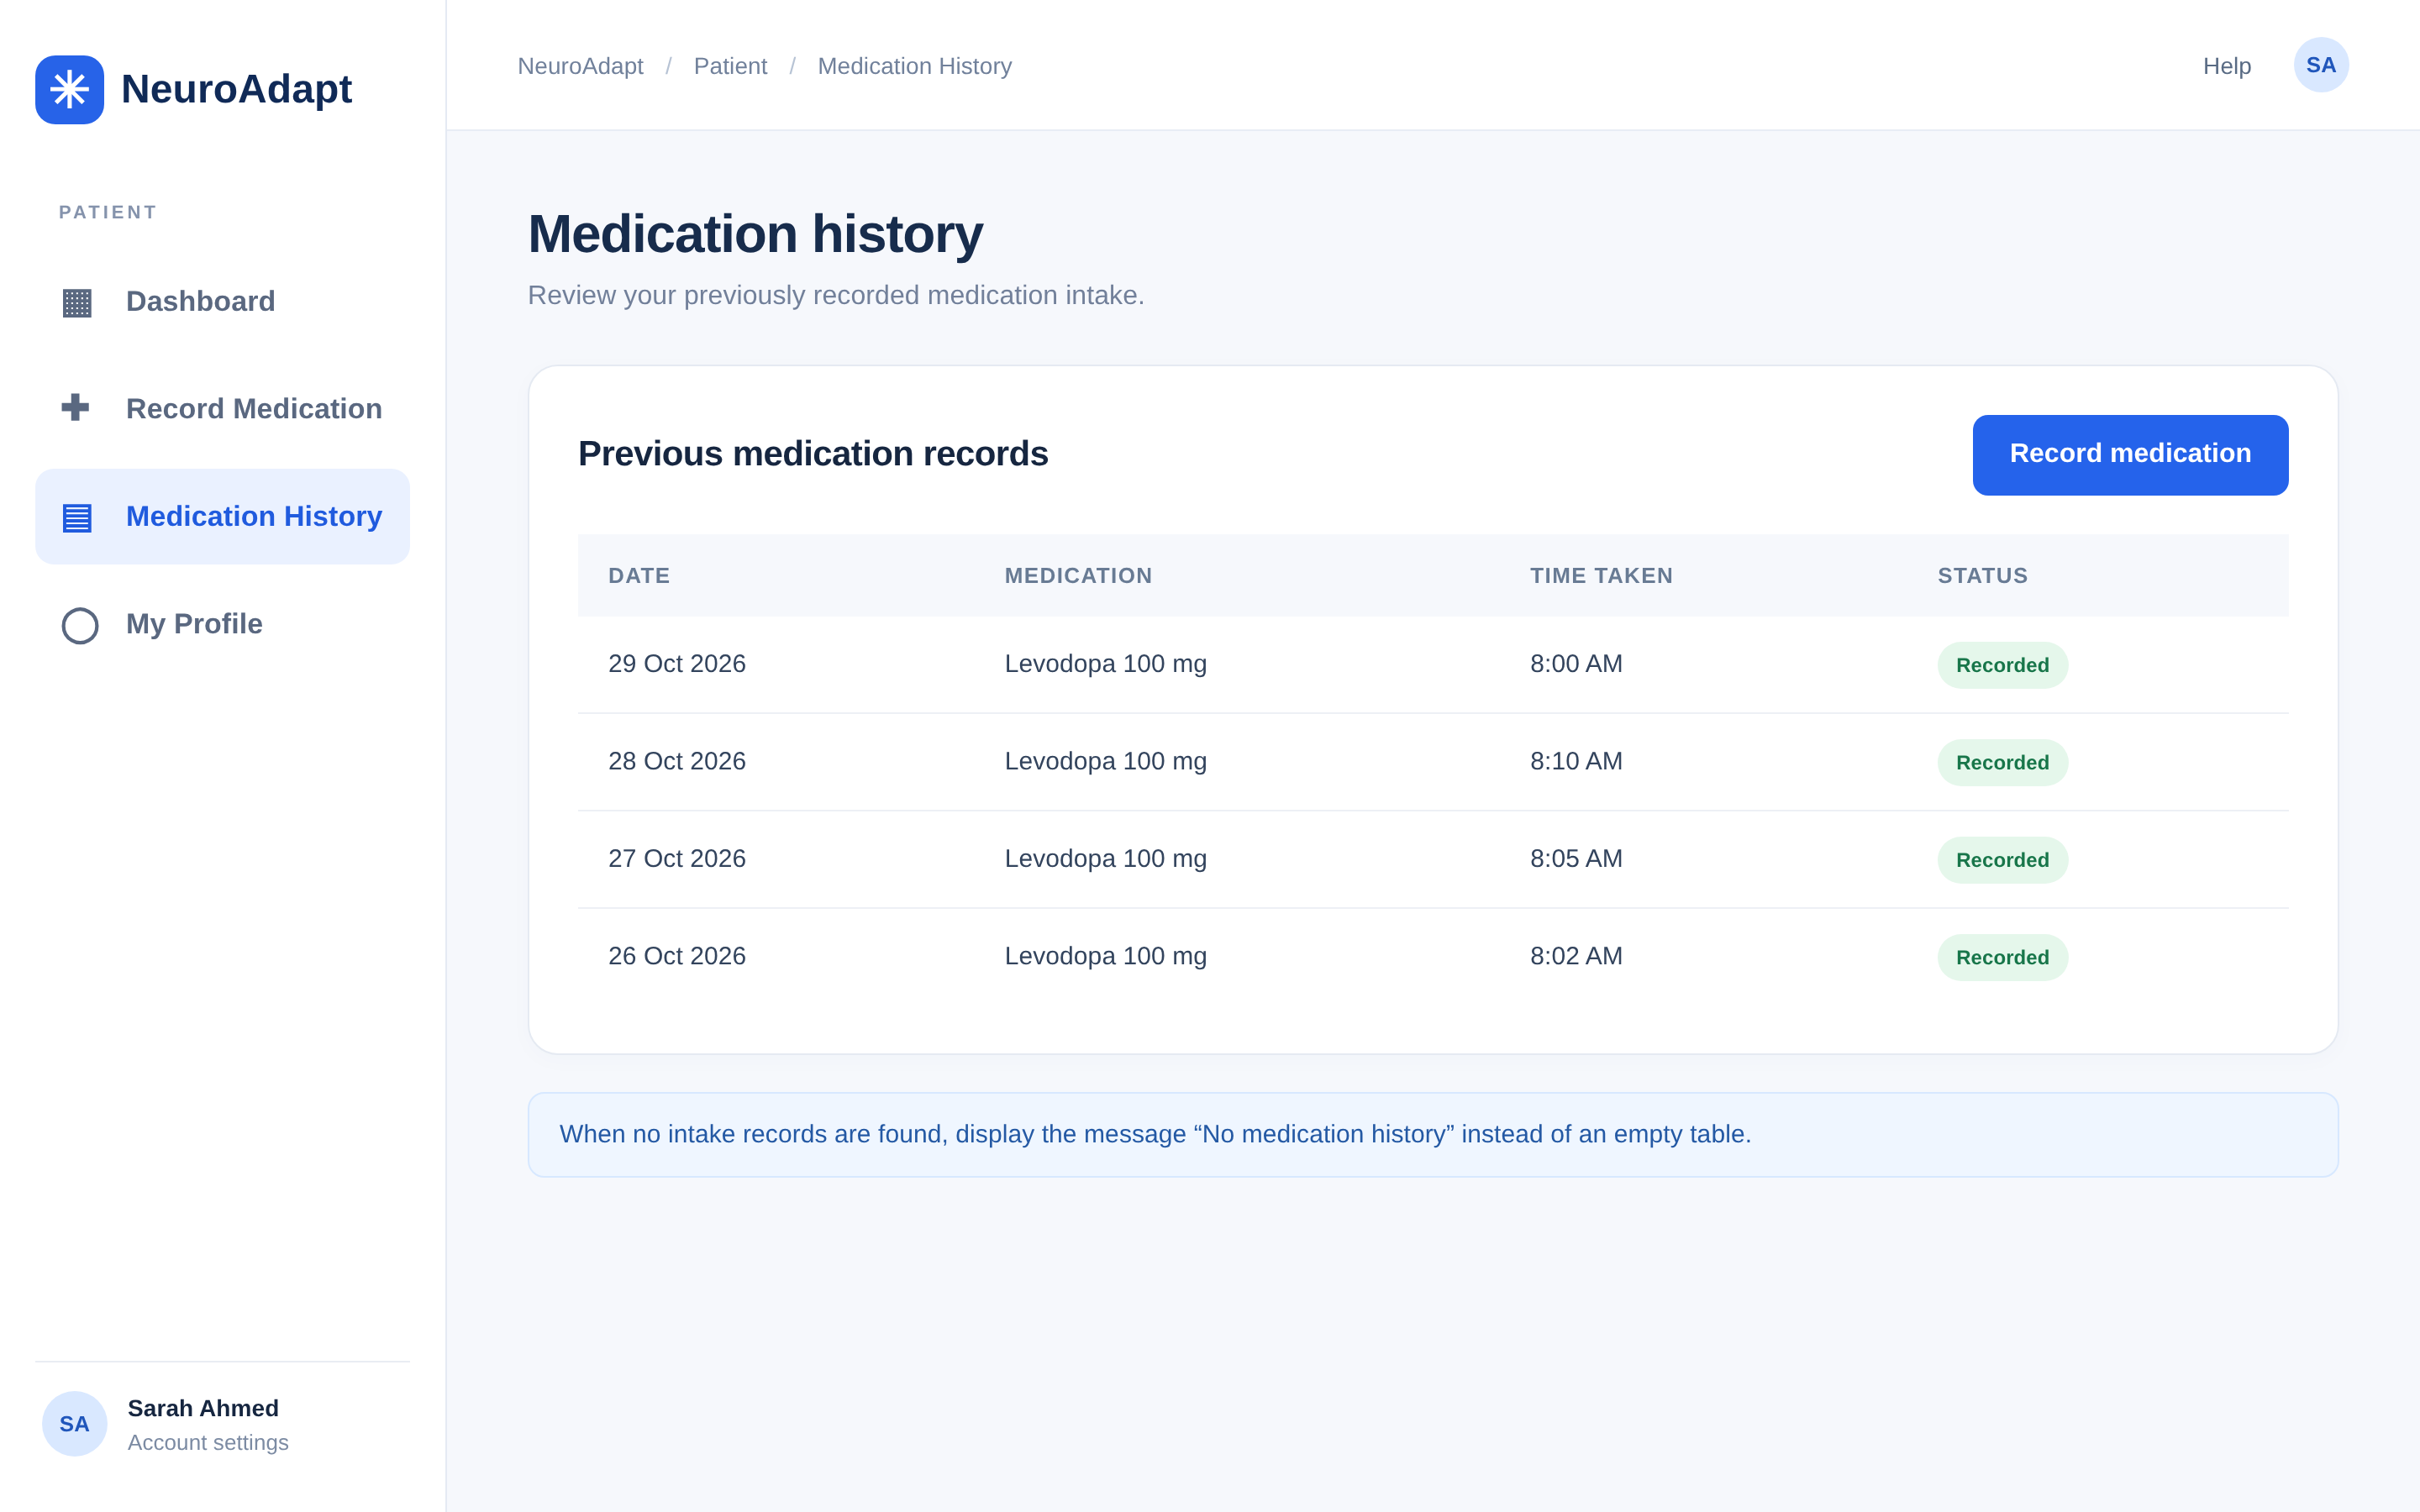 NeuroAdapt
PATIENT
Dashboard
Record Medication
Medication History
My Profile
Sarah Ahmed
Account settings
SA
NeuroAdapt / Patient / Medication History
Help
SA
Medication history
Review your previously recorded medication intake.
Previous medication records
Record medication
DATE MEDICATION TIME TAKEN STATUS
29 Oct 2026 Levodopa 100 mg 8:00 AM Recorded
28 Oct 2026 Levodopa 100 mg 8:10 AM Recorded
27 Oct 2026 Levodopa 100 mg 8:05 AM Recorded
26 Oct 2026 Levodopa 100 mg 8:02 AM Recorded
When no intake records are found, display the message “No medication history” instead of an empty table.